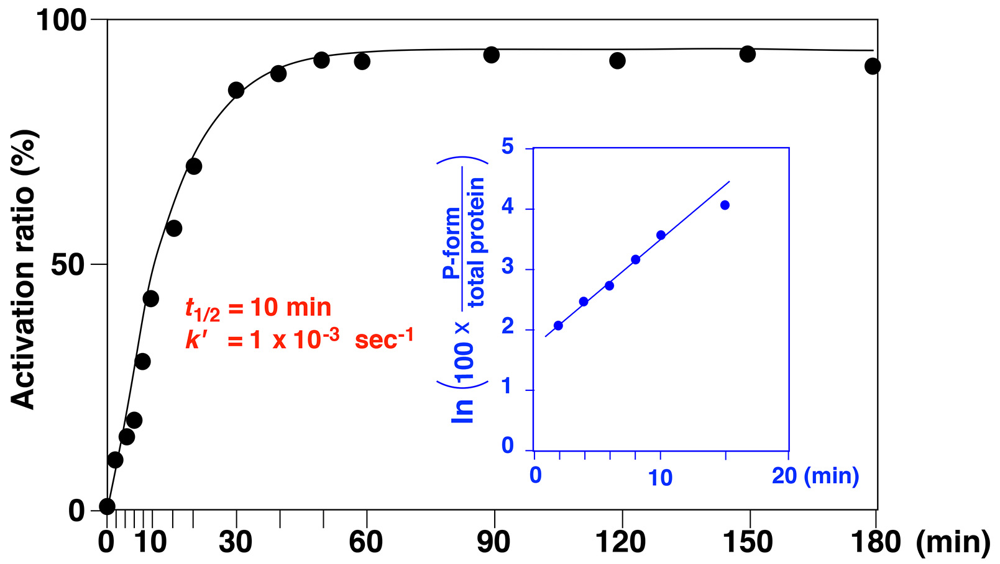 100
50
0
Activation ratio (%)
0 10 30 60 90 120 150 180 (min)
t1/2 = 10 min
k′ = 1 x 10-3 sec-1
ln (100 x P-form / total protein)
5
4
3
2
1
0
0 10 20 (min)